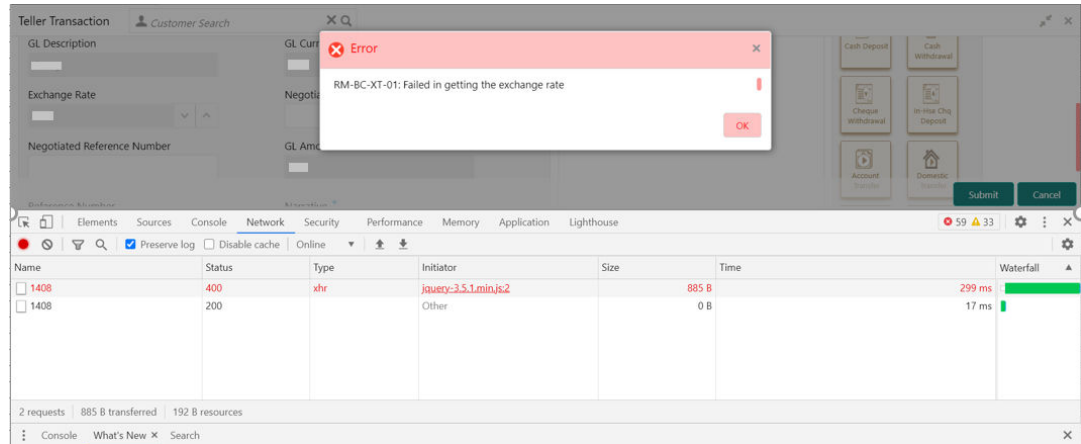 Teller Transaction
Customer Search
GL Description
GL Curr
Exchange Rate
Negotia
Negotiated Reference Number
GL Amo
Reference Number
Narrative *
Error
RM-BC-XT-01: Failed in getting the exchange rate
OK
Cash Deposit
Cash Withdrawal
Cheque Withdrawal
In-Hse Chq Deposit
Account Transfer
Domestic Transfer
Submit
Cancel
Elements Sources Console Network Security Performance Memory Application Lighthouse
59 33
Preserve log Disable cache Online
Name Status Type Initiator Size Time Waterfall
1408 400 xhr jquery-3.5.1.min.js:2 885 B 299 ms
1408 200 Other 0 B 17 ms
2 requests 885 B transferred 192 B resources
Console What's New × Search